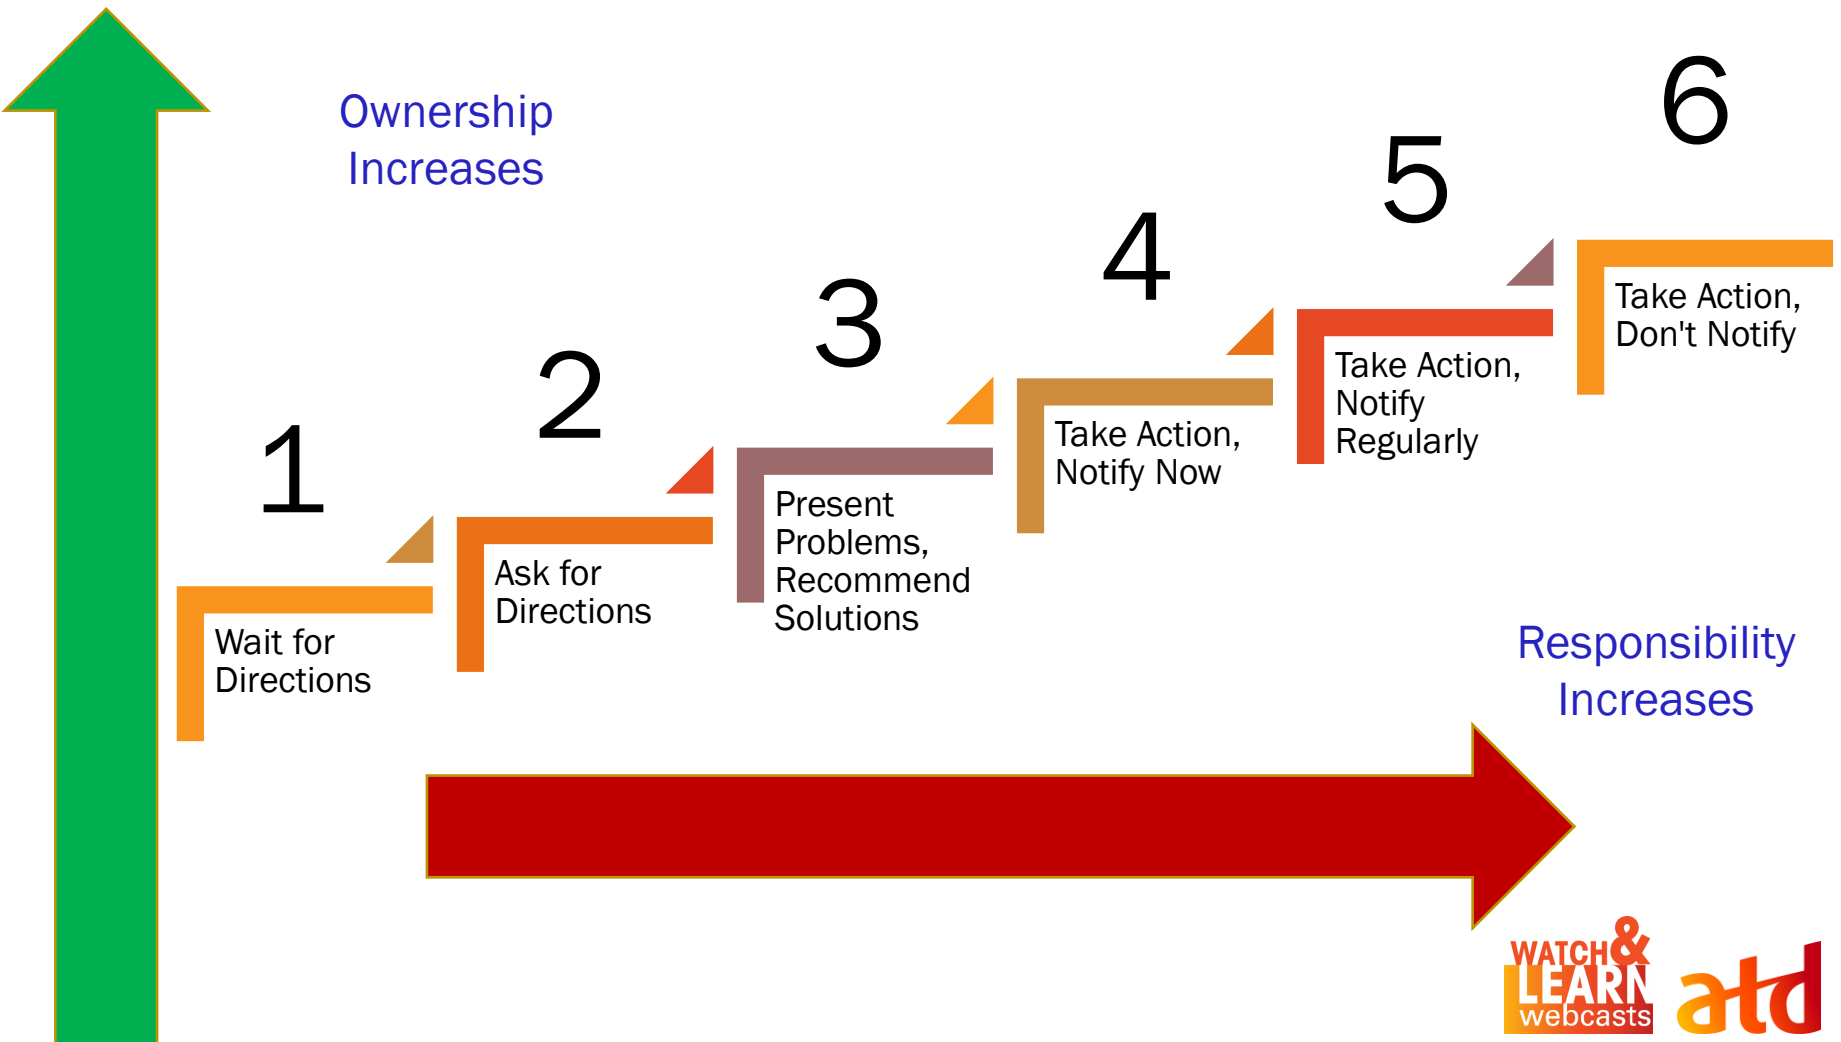 Ownership
Increases
1
Wait for
Directions
2
Ask for
Directions
3
Present
Problems,
Recommend
Solutions
4
Take Action,
Notify Now
5
Take Action,
Notify
Regularly
6
Take Action,
Don't Notify
Responsibility
Increases
WATCH &
LEARN
webcasts
atd